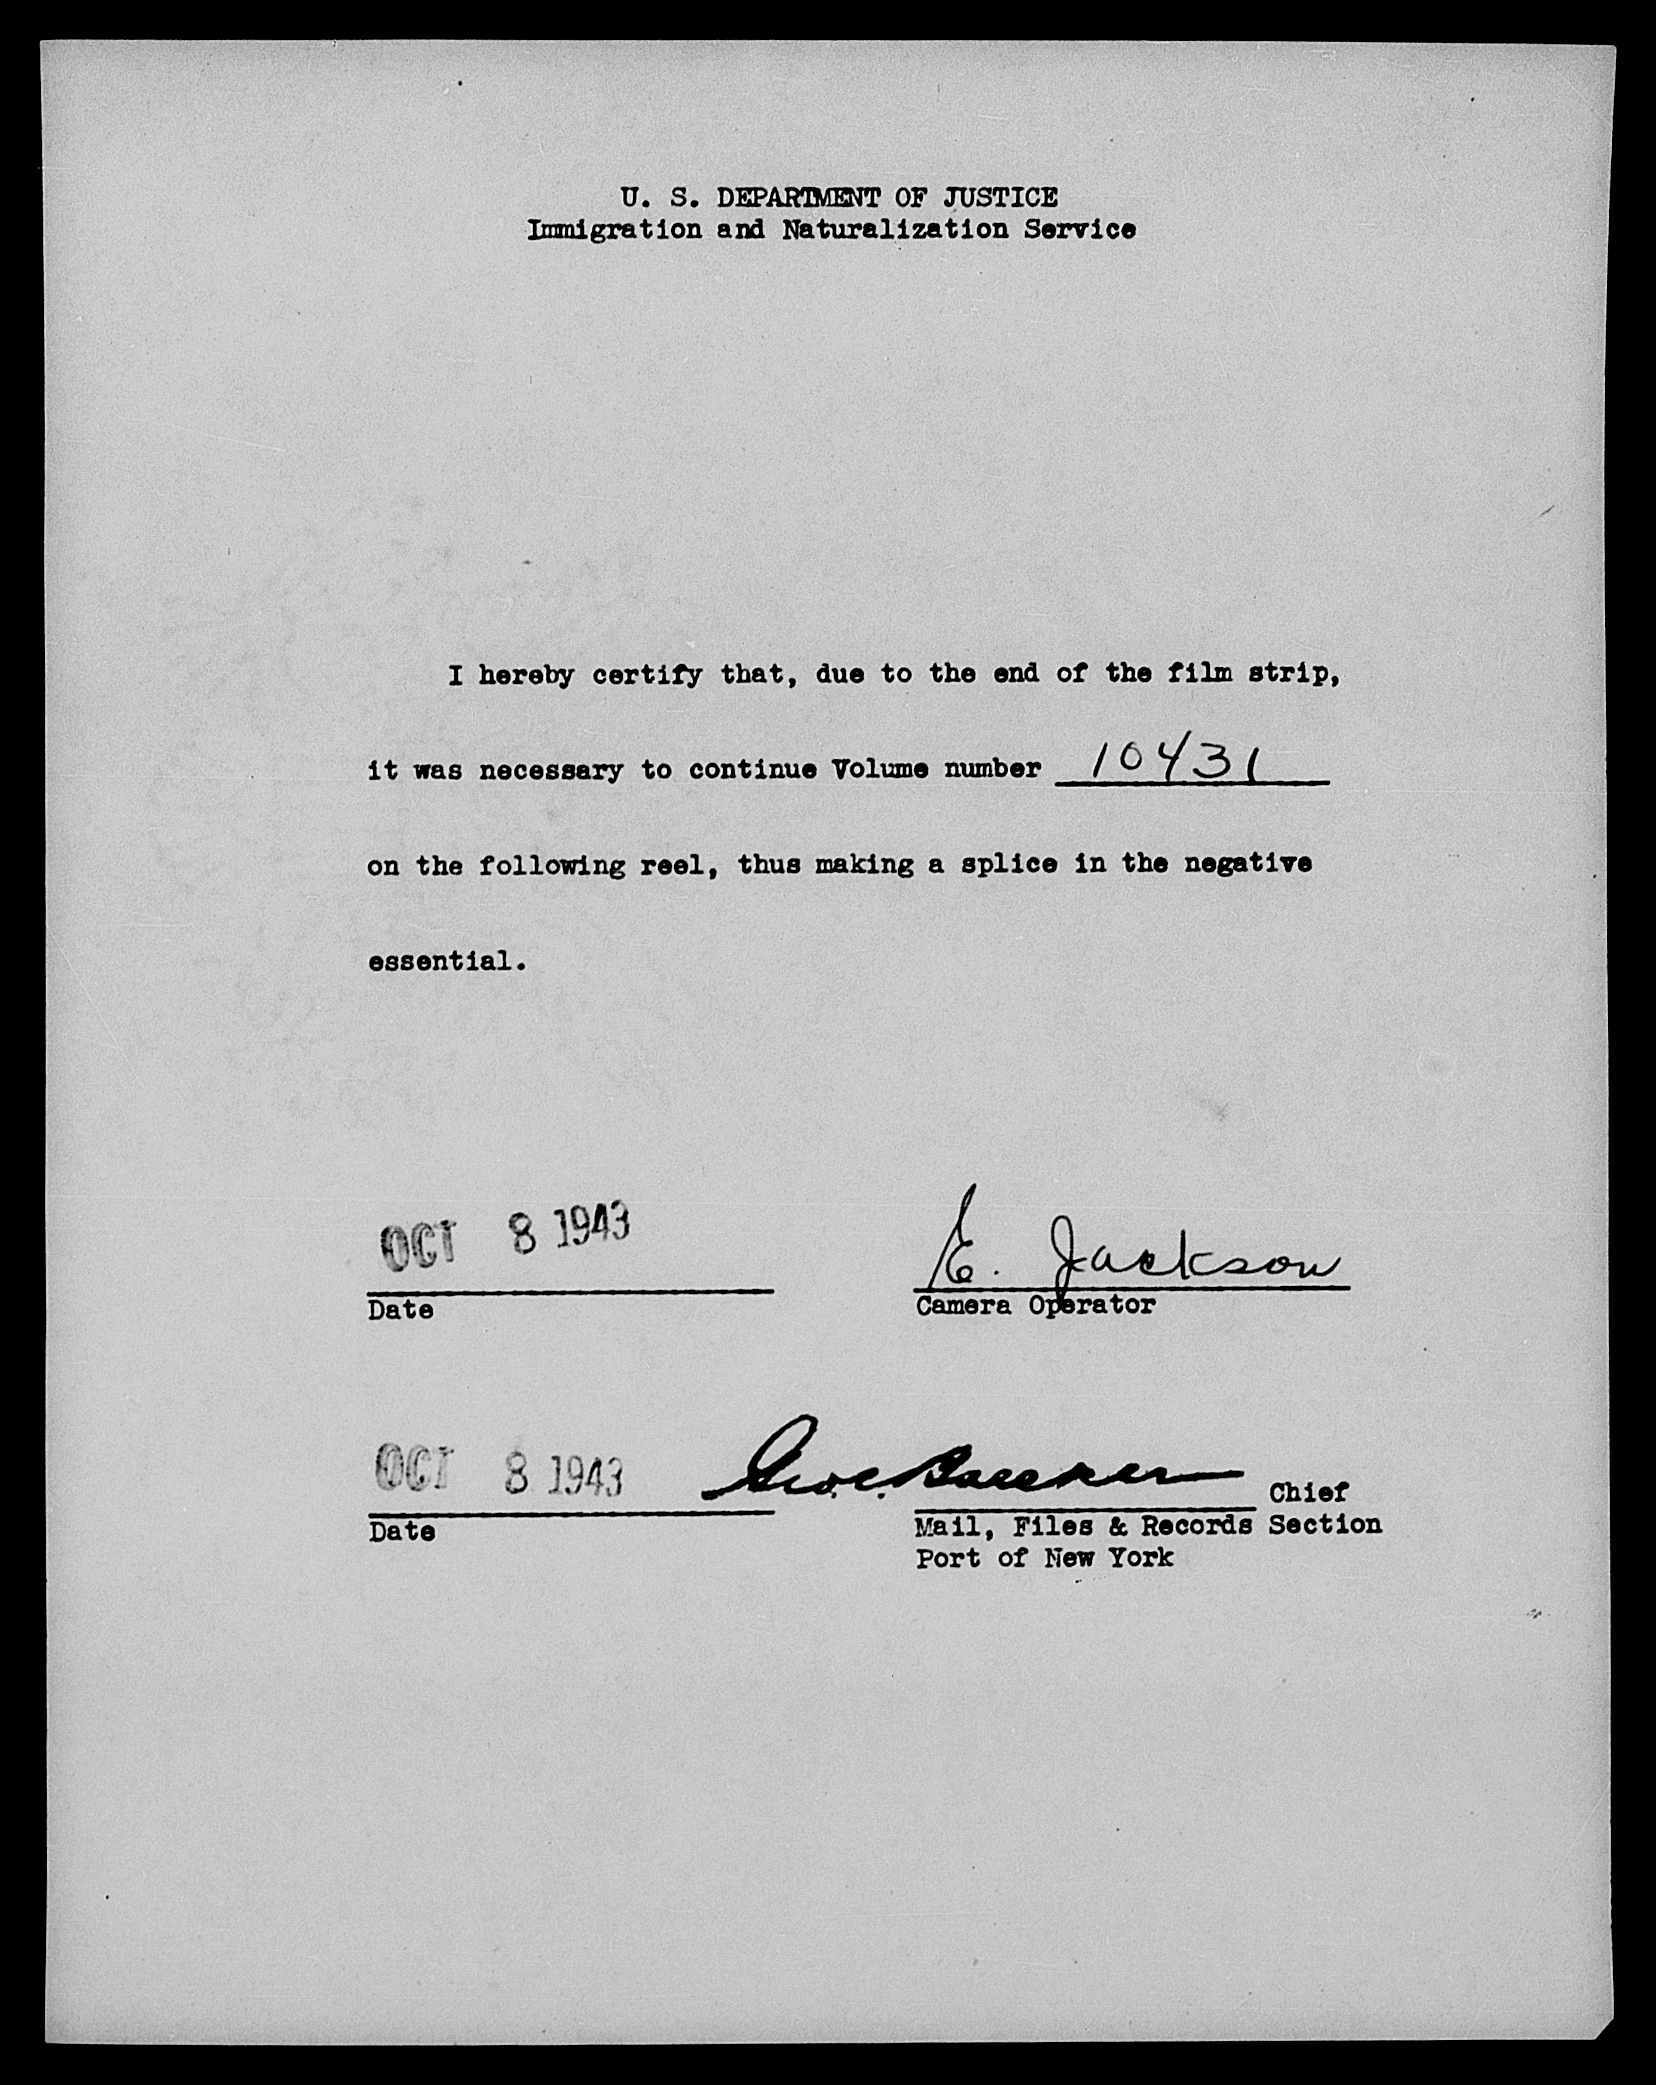 U. S. DEPARTMENT OF JUSTICE
Immigration and Naturalization Service
I hereby certify that, due to the end of the film strip,
it was necessary to continue Volume number 10431
on the following reel, thus making a splice in the negative
essential.
OCT 8 1943
E. Jackson
Date
Camera Operator
OCT 8 1943
Chief
Date
Mail, Files & Records Section
Port of New York